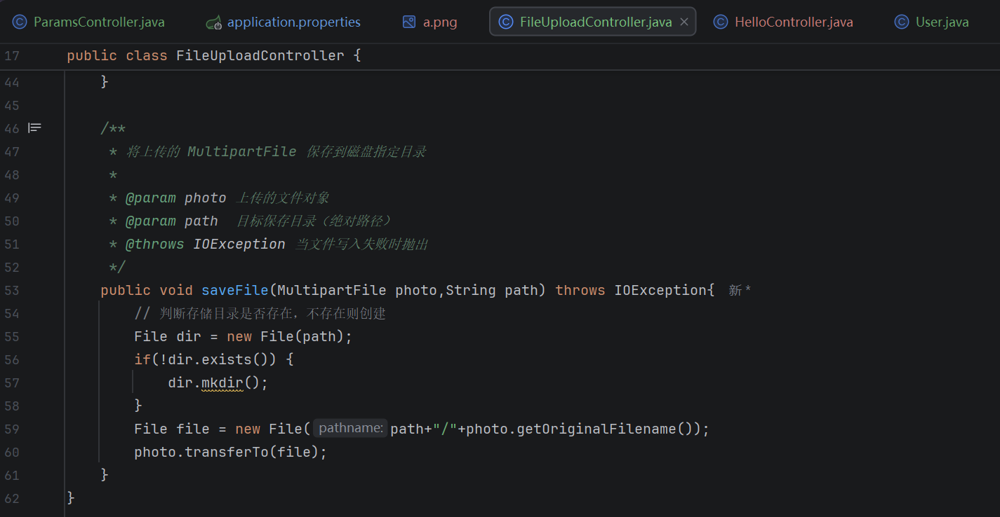 ParamsController.java application.properties a.png FileUploadController.java HelloController.java User.java
17 public class FileUploadController {
44 }
45
46 /**
47 * 将上传的 MultipartFile 保存到磁盘指定目录
48 *
49 * @param photo 上传的文件对象
50 * @param path 目标保存目录（绝对路径）
51 * @throws IOException 当文件写入失败时抛出
52 */
53 public void saveFile(MultipartFile photo,String path) throws IOException{ 新 *
54 // 判断存储目录是否存在，不存在则创建
55 File dir = new File(path);
56 if(!dir.exists()) {
57 dir.mkdir();
58 }
59 File file = new File( pathname: path+"/"+photo.getOriginalFilename());
60 photo.transferTo(file);
61 }
62 }